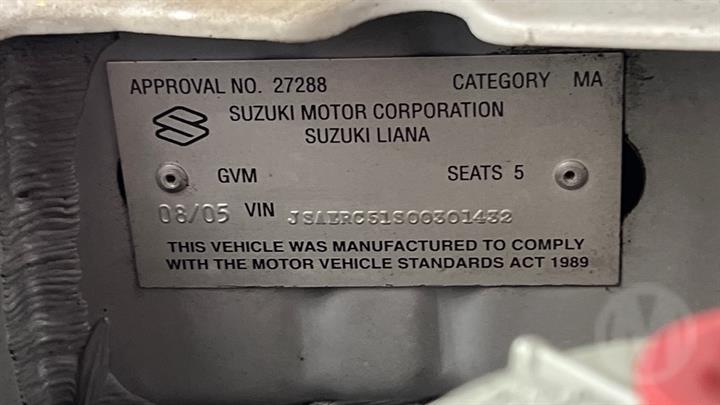 APPROVAL NO. 27288 CATEGORY MA
SUZUKI MOTOR CORPORATION
SUZUKI LIANA
GVM SEATS 5
08/05 VIN JSAERC51S00301432
THIS VEHICLE WAS MANUFACTURED TO COMPLY
WITH THE MOTOR VEHICLE STANDARDS ACT 1989